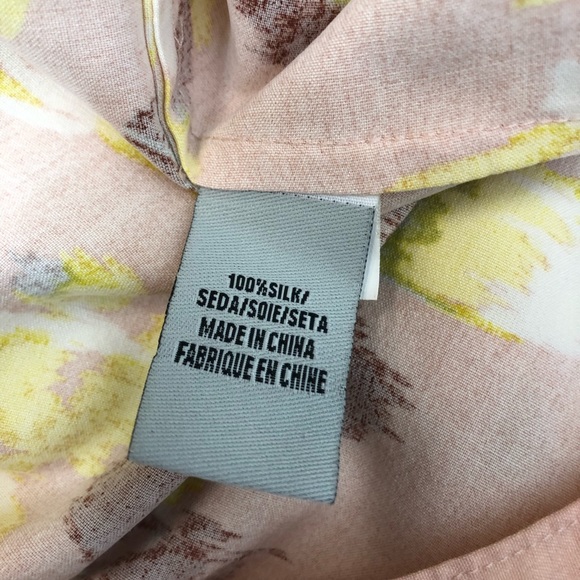 100%SILK/
SEDA/SOIE/SETA
MADE IN CHINA
FABRIQUE EN CHINE